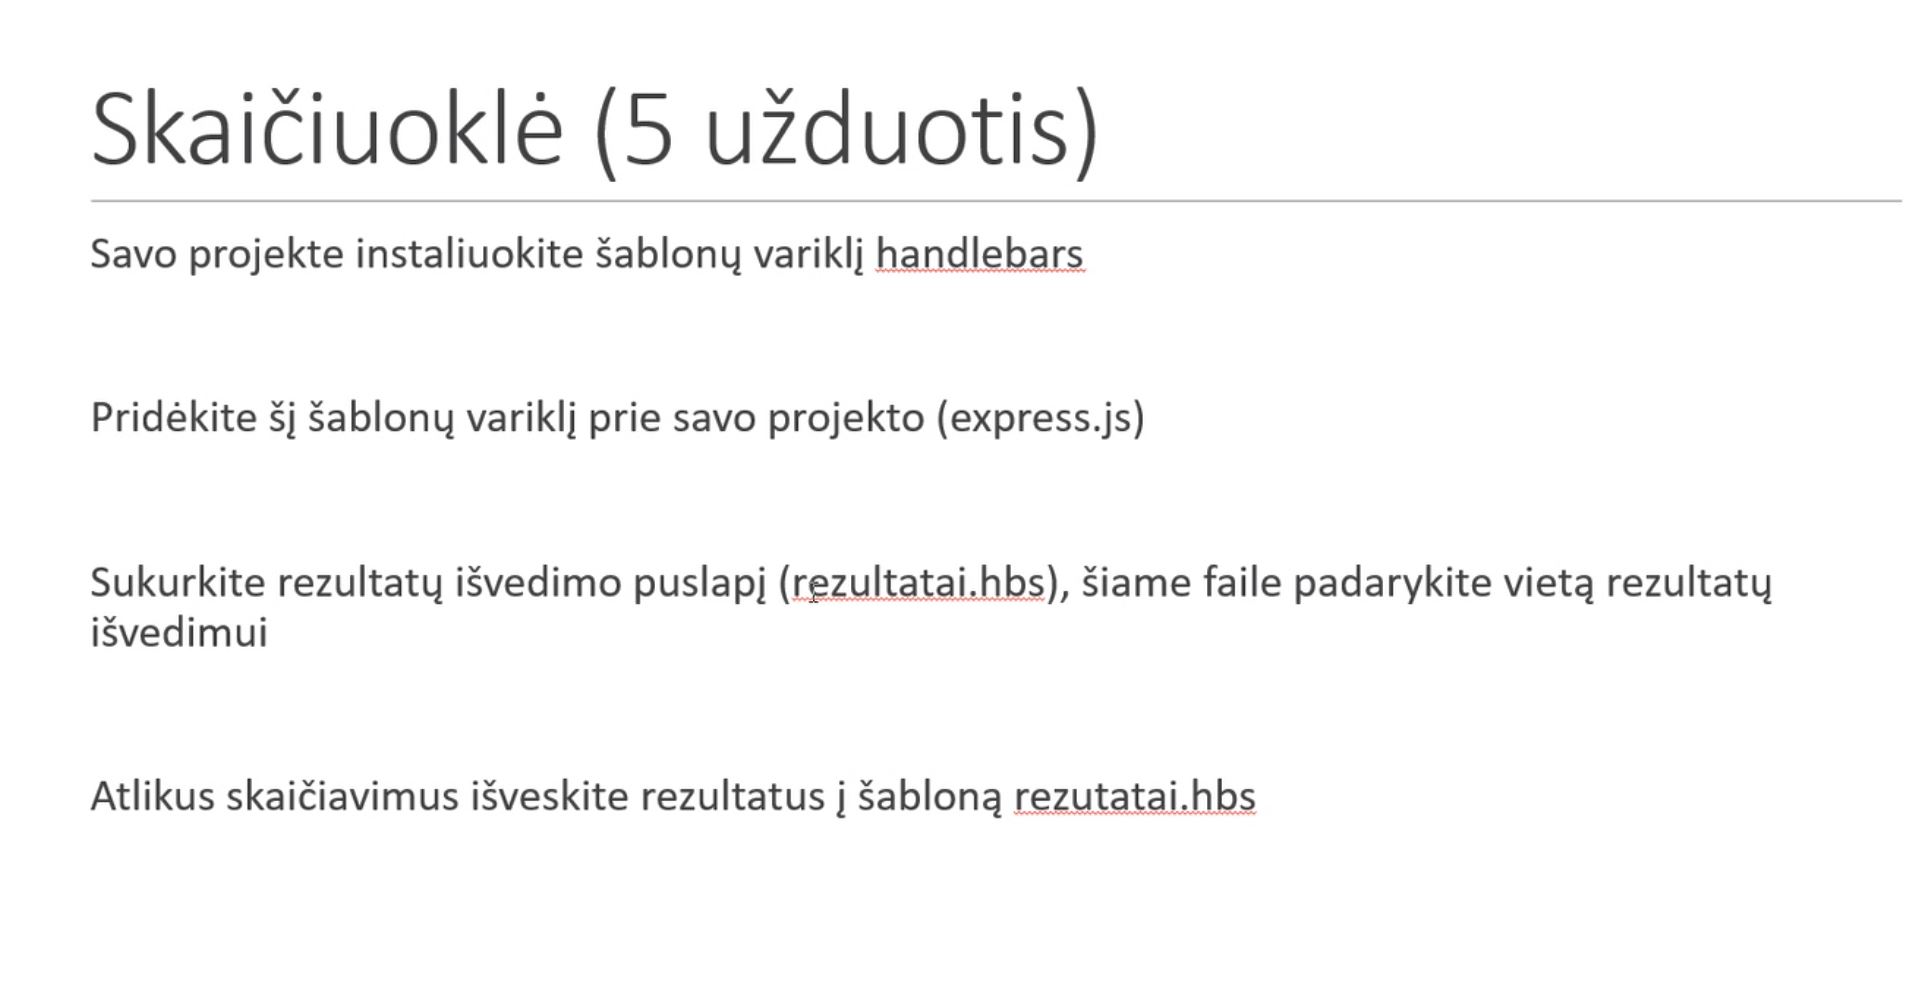 Skaičiuoklė (5 užduotis)
Savo projekte instaliuokite šablonų variklį handlebars
Pridėkite šį šablonų variklį prie savo projekto (express.js)
Sukurkite rezultatų išvedimo puslapį (rezultatai.hbs), šiame faile padarykite vietą rezultatų
išvedimui
Atlikus skaičiavimus išveskite rezultatus į šabloną rezutatai.hbs